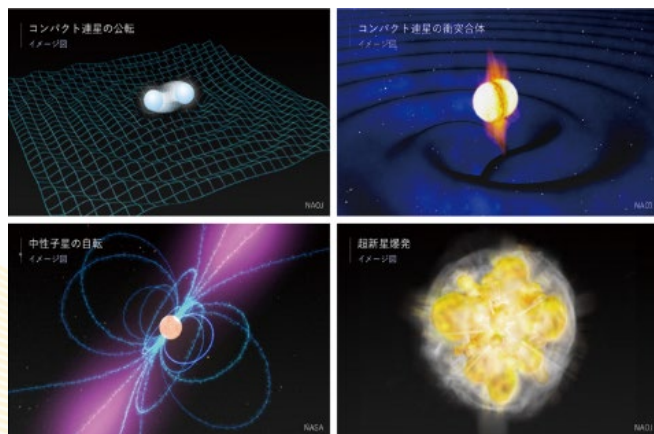 コンパクト連星の公転
イメージ図
NAOJ
コンパクト連星の衝突合体
イメージ図
NAOJ
中性子星の自転
イメージ図
NASA
超新星爆発
イメージ図
NAOJ